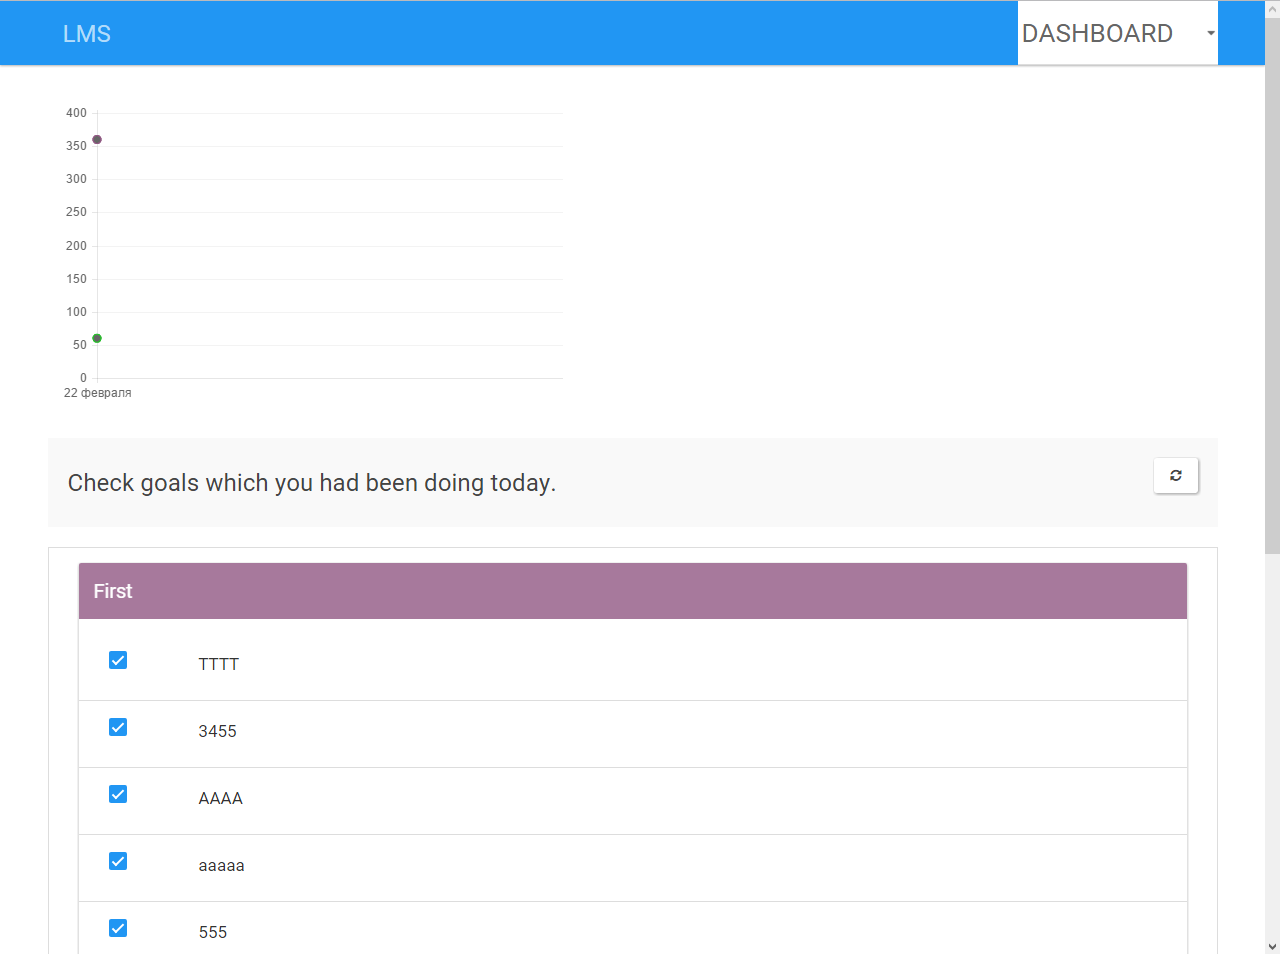 LMS
DASHBOARD
400
350
300
250
200
150
100
50
0
22 февраля
Check goals which you had been doing today.
First
TTTT
3455
AAAA
aaaaa
555